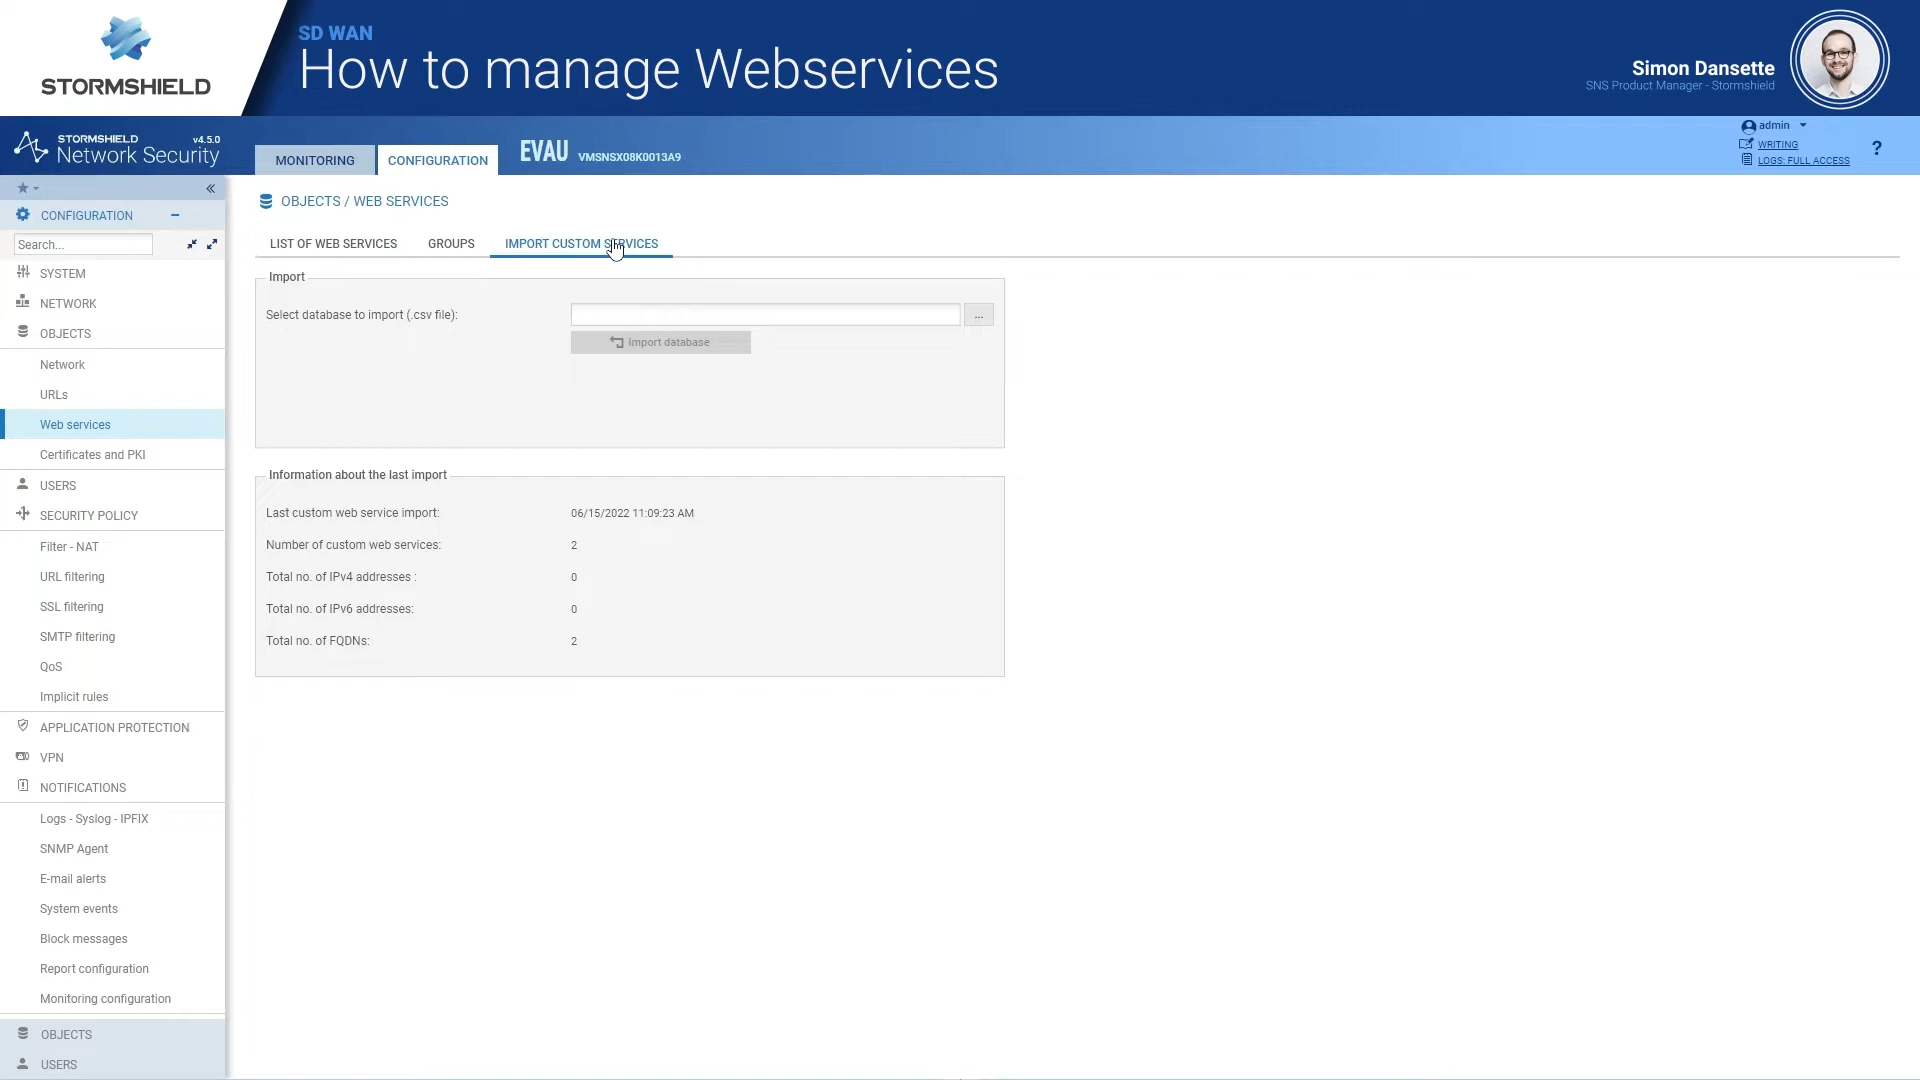 SD WAN
How to manage Webservices
STORMSHIELD
Simon Dansette
SNS Product Manager - Stormshield
STORMSHIELD v4.5.0
Network Security
MONITORING
CONFIGURATION
EVAU VMSNSX08K0013A9
admin
WRITING
LOGS: FULL ACCESS
?
CONFIGURATION
Search...
SYSTEM
NETWORK
OBJECTS
Network
URLs
Web services
Certificates and PKI
USERS
SECURITY POLICY
Filter - NAT
URL filtering
SSL filtering
SMTP filtering
QoS
Implicit rules
APPLICATION PROTECTION
VPN
NOTIFICATIONS
Logs - Syslog - IPFIX
SNMP Agent
E-mail alerts
System events
Block messages
Report configuration
Monitoring configuration
OBJECTS
USERS
OBJECTS / WEB SERVICES
LIST OF WEB SERVICES GROUPS IMPORT CUSTOM SERVICES
Import
Select database to import (.csv file): ...
Import database
Information about the last import
Last custom web service import: 06/15/2022 11:09:23 AM
Number of custom web services: 2
Total no. of IPv4 addresses : 0
Total no. of IPv6 addresses: 0
Total no. of FQDNs: 2